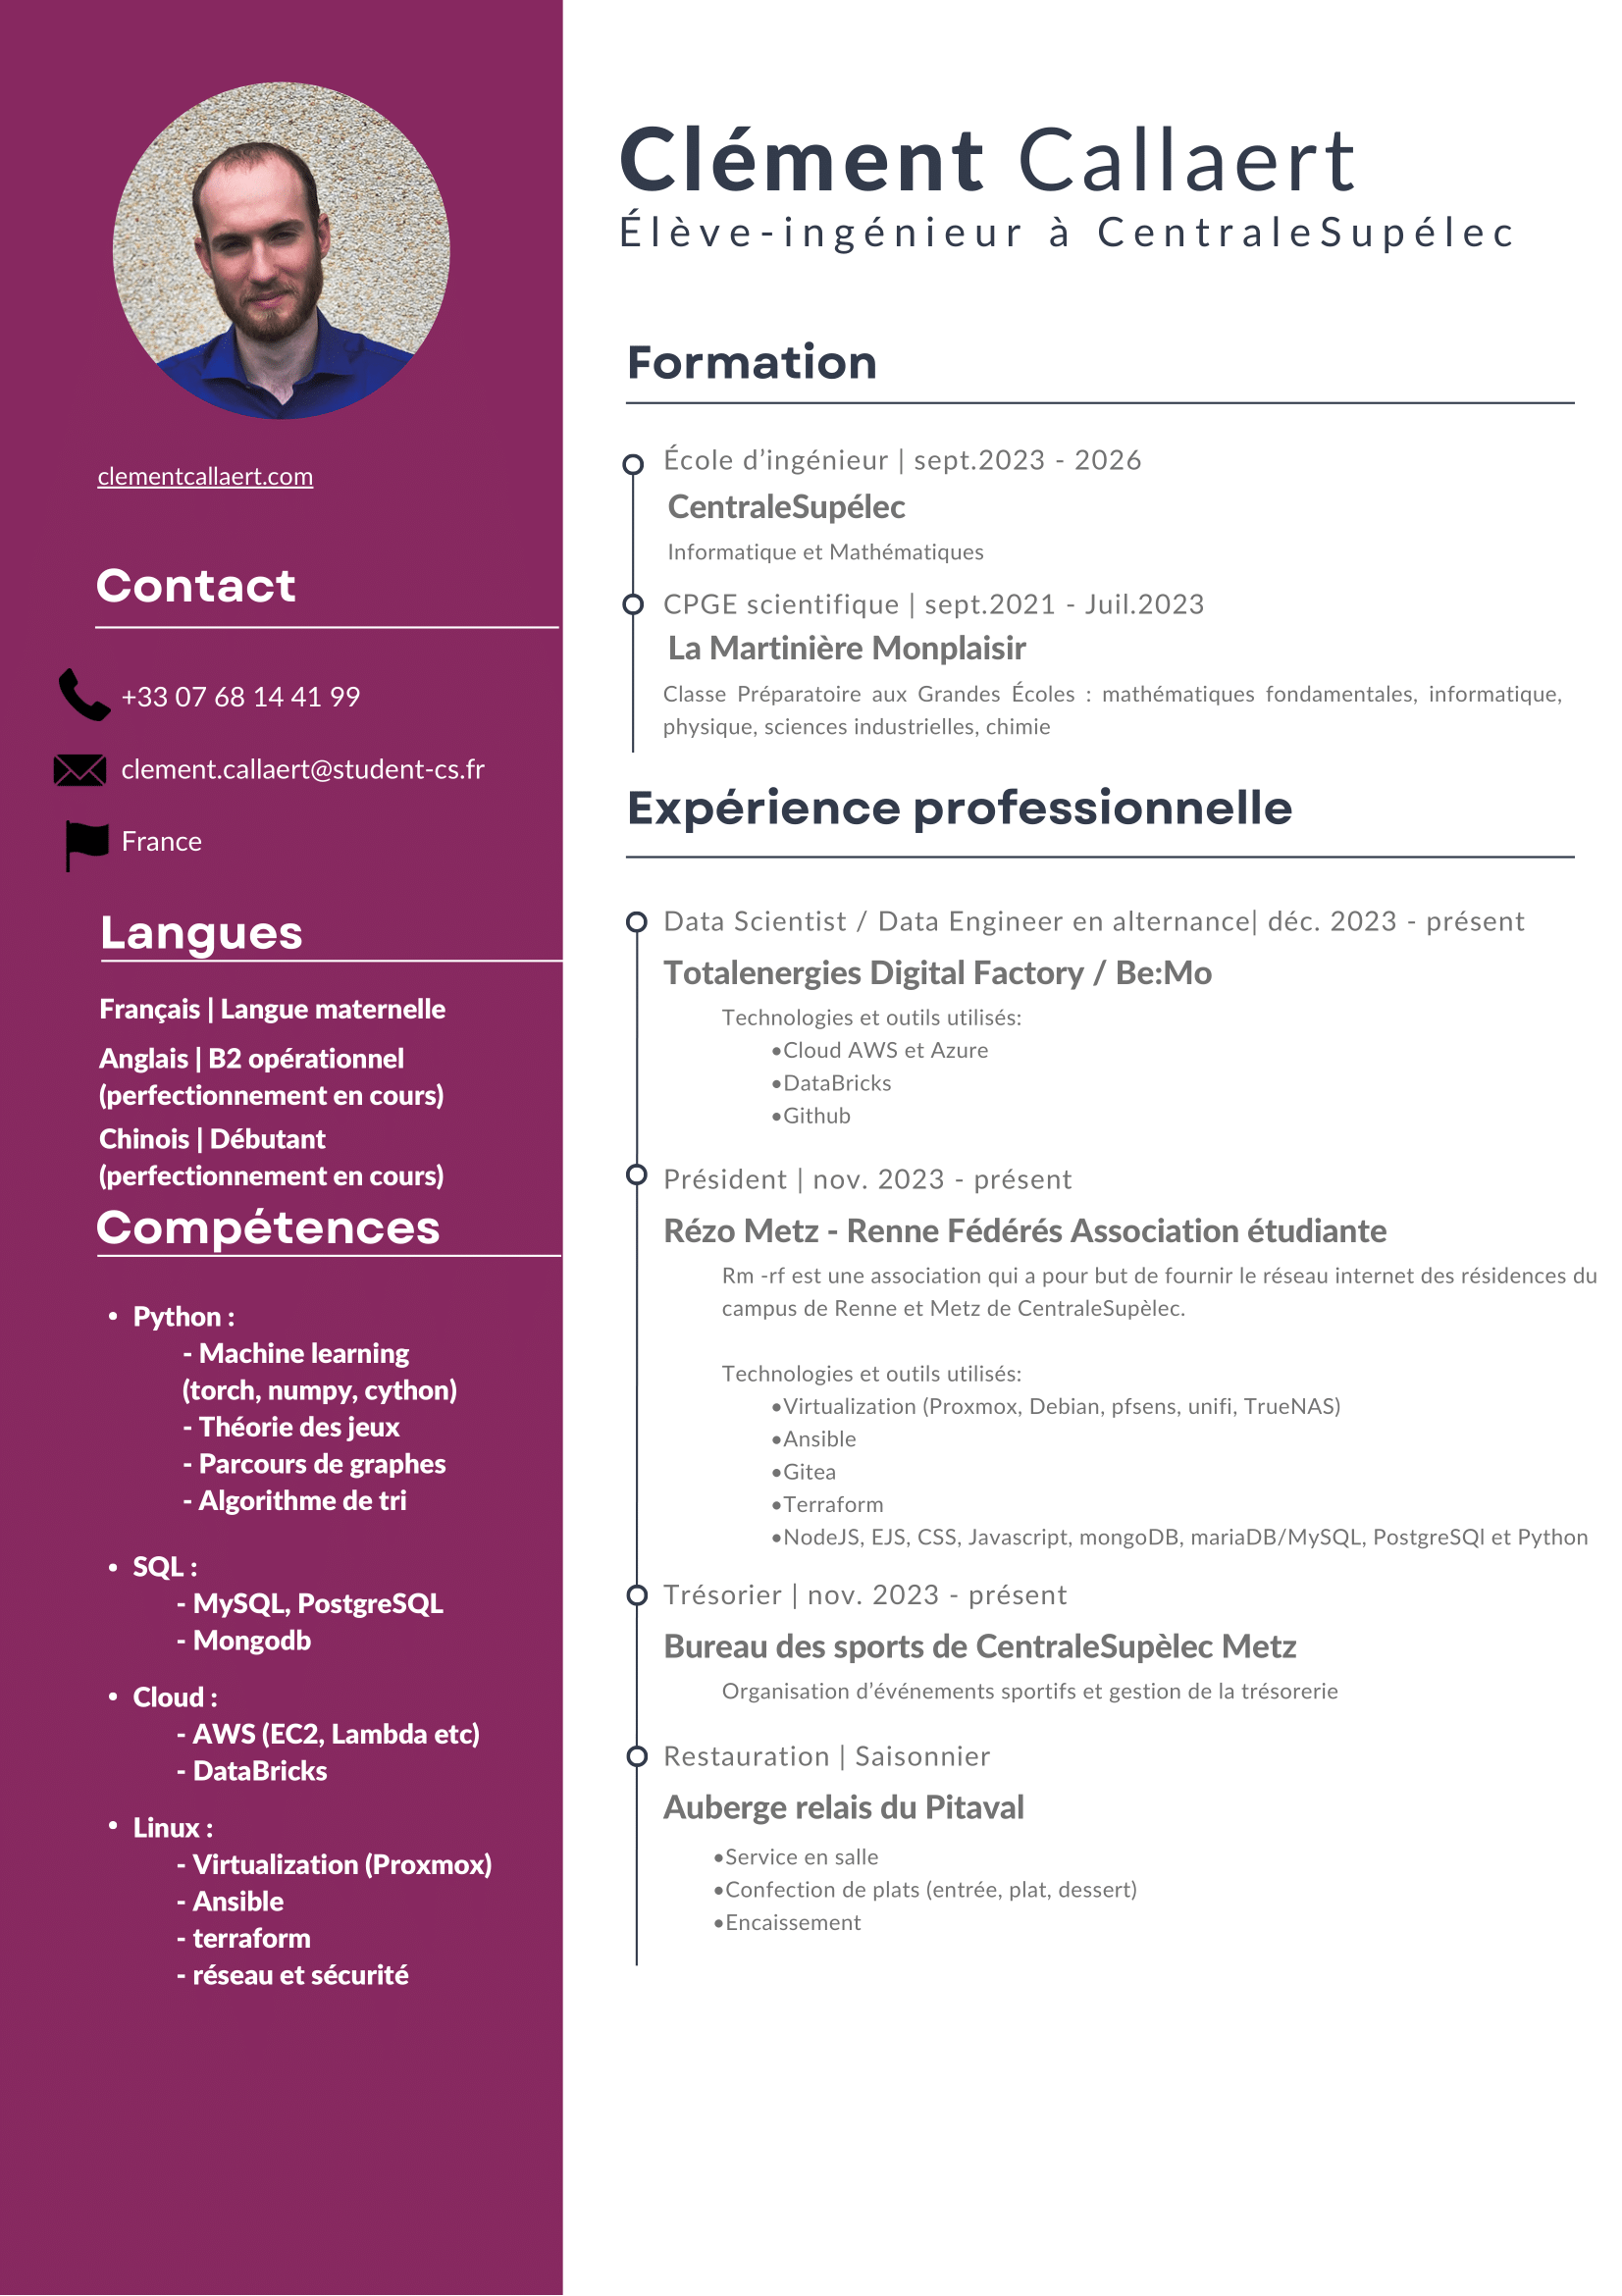 clementcallaert.com
Contact
+33 07 68 14 41 99
clement.callaert@student-cs.fr
France
Langues
Français | Langue maternelle
Anglais | B2 opérationnel
(perfectionnement en cours)
Chinois | Débutant
(perfectionnement en cours)
Compétences
• Python :
- Machine learning
(torch, numpy, cython)
- Théorie des jeux
- Parcours de graphes
- Algorithme de tri
• SQL :
- MySQL, PostgreSQL
- Mongodb
• Cloud :
- AWS (EC2, Lambda etc)
- DataBricks
• Linux :
- Virtualization (Proxmox)
- Ansible
- terraform
- réseau et sécurité
Clément Callaert
Élève-ingénieur à CentraleSupélec
Formation
École d’ingénieur | sept.2023 - 2026
CentraleSupélec
Informatique et Mathématiques
CPGE scientifique | sept.2021 - Juil.2023
La Martinière Monplaisir
Classe Préparatoire aux Grandes Écoles : mathématiques fondamentales, informatique,
physique, sciences industrielles, chimie
Expérience professionnelle
Data Scientist / Data Engineer en alternance| déc. 2023 - présent
Totalenergies Digital Factory / Be:Mo
Technologies et outils utilisés:
•Cloud AWS et Azure
•DataBricks
•Github
Président | nov. 2023 - présent
Rézo Metz - Renne Fédérés Association étudiante
Rm -rf est une association qui a pour but de fournir le réseau internet des résidences du
campus de Renne et Metz de CentraleSupèlec.
Technologies et outils utilisés:
•Virtualization (Proxmox, Debian, pfsens, unifi, TrueNAS)
•Ansible
•Gitea
•Terraform
•NodeJS, EJS, CSS, Javascript, mongoDB, mariaDB/MySQL, PostgreSQl et Python
Trésorier | nov. 2023 - présent
Bureau des sports de CentraleSupèlec Metz
Organisation d’événements sportifs et gestion de la trésorerie
Restauration | Saisonnier
Auberge relais du Pitaval
•Service en salle
•Confection de plats (entrée, plat, dessert)
•Encaissement